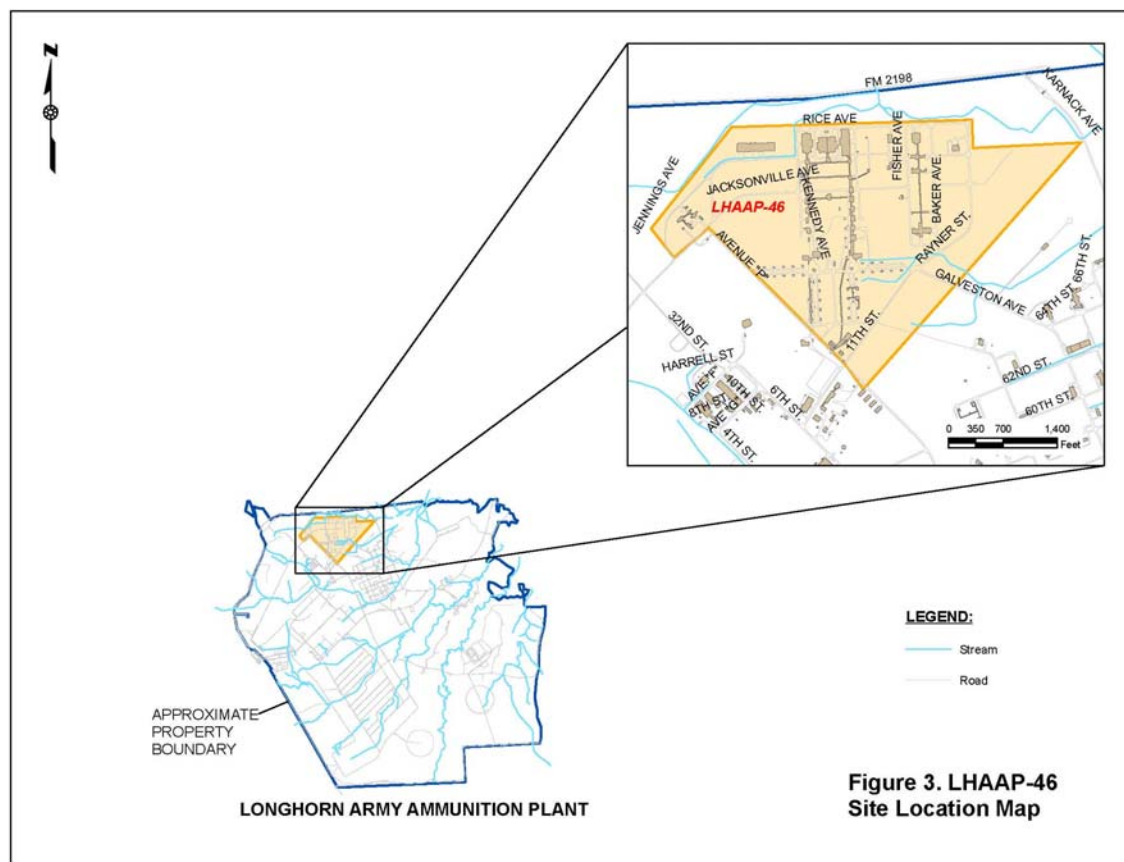 N
FM 2198
KARNACK AVE
RICE AVE
FISHER AVE
JENNINGS AVE
JACKSONVILLE AVE
LHAAP-46
KENNEDY AVE
BAKER AVE.
RAYNER ST.
AVENUE "P"
GALVESTON AVE
66TH ST.
64TH ST.
11TH ST.
32ND ST.
HARRELL ST
62ND ST.
AVE "F"
10TH ST.
6TH ST.
8TH ST.
AVE "G"
4TH ST.
60TH ST.
0 350 700 1,400
Feet
LEGEND:
Stream
Road
APPROXIMATE
PROPERTY
BOUNDARY
LONGHORN ARMY AMMUNITION PLANT
Figure 3. LHAAP-46
Site Location Map